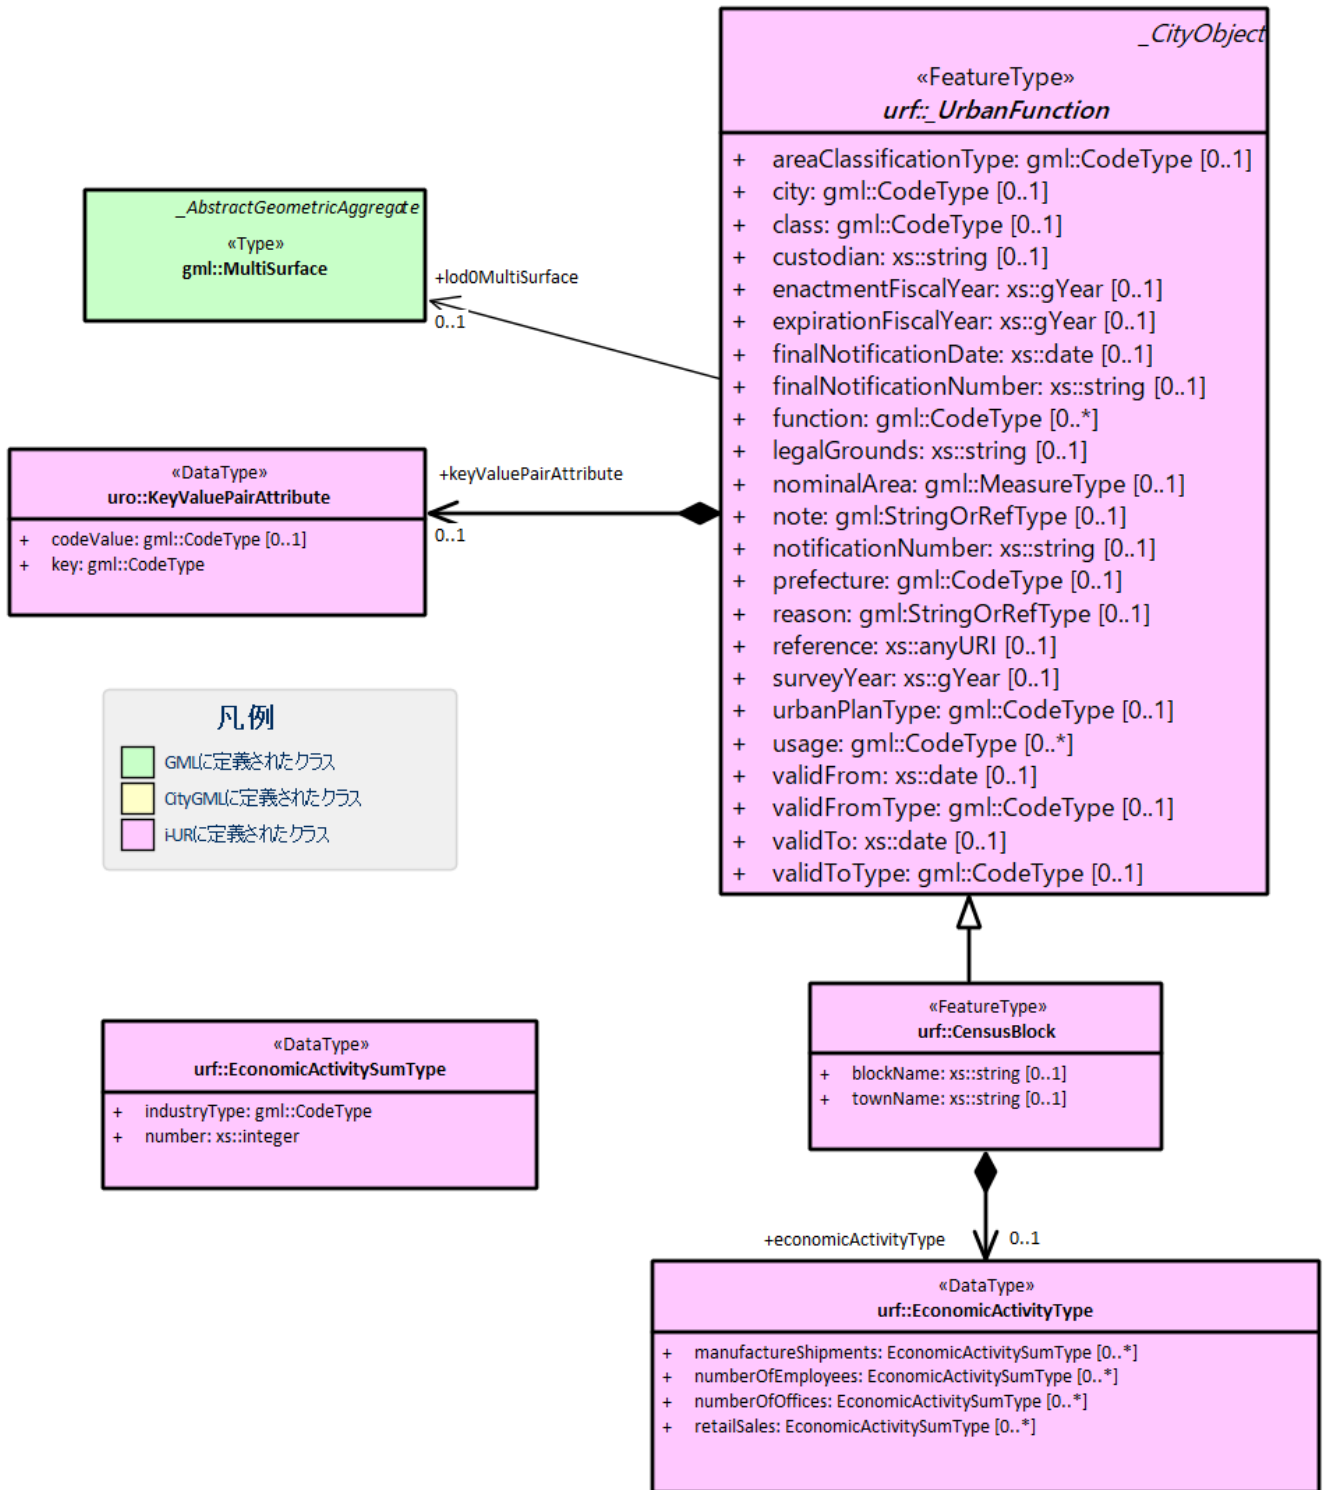 _CityObject
«FeatureType»
urf::_UrbanFunction
+ areaClassificationType: gml::CodeType [0..1]
+ city: gml::CodeType [0..1]
+ class: gml::CodeType [0..1]
+ custodian: xs::string [0..1]
+ enactmentFiscalYear: xs::gYear [0..1]
+ expirationFiscalYear: xs::gYear [0..1]
+ finalNotificationDate: xs::date [0..1]
+ finalNotificationNumber: xs::string [0..1]
+ function: gml::CodeType [0..*]
+ legalGrounds: xs::string [0..1]
+ nominalArea: gml::MeasureType [0..1]
+ note: gml:StringOrRefType [0..1]
+ notificationNumber: xs::string [0..1]
+ prefecture: gml::CodeType [0..1]
+ reason: gml:StringOrRefType [0..1]
+ reference: xs::anyURI [0..1]
+ surveyYear: xs::gYear [0..1]
+ urbanPlanType: gml::CodeType [0..1]
+ usage: gml::CodeType [0..*]
+ validFrom: xs::date [0..1]
+ validFromType: gml::CodeType [0..1]
+ validTo: xs::date [0..1]
+ validToType: gml::CodeType [0..1]
_AbstractGeometricAggregate
«Type»
gml::MultiSurface
+lod0MultiSurface
0..1
«DataType»
uro::KeyValuePairAttribute
+ codeValue: gml::CodeType [0..1]
+ key: gml::CodeType
+keyValuePairAttribute
0..1
凡例
GMLに定義されたクラス
CityGMLに定義されたクラス
i-URに定義されたクラス
«FeatureType»
urf::CensusBlock
+ blockName: xs::string [0..1]
+ townName: xs::string [0..1]
«DataType»
urf::EconomicActivitySumType
+ industryType: gml::CodeType
+ number: xs::integer
+economicActivityType
0..1
«DataType»
urf::EconomicActivityType
+ manufactureShipments: EconomicActivitySumType [0..*]
+ numberOfEmployees: EconomicActivitySumType [0..*]
+ numberOfOffices: EconomicActivitySumType [0..*]
+ retailSales: EconomicActivitySumType [0..*]